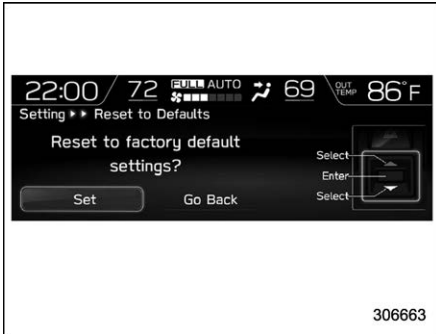 22:00 72 FULL AUTO 69 OUT TEMP 86°F
Setting ▸▸ Reset to Defaults
Reset to factory default
settings?
Select
Enter
Select
Set Go Back
306663